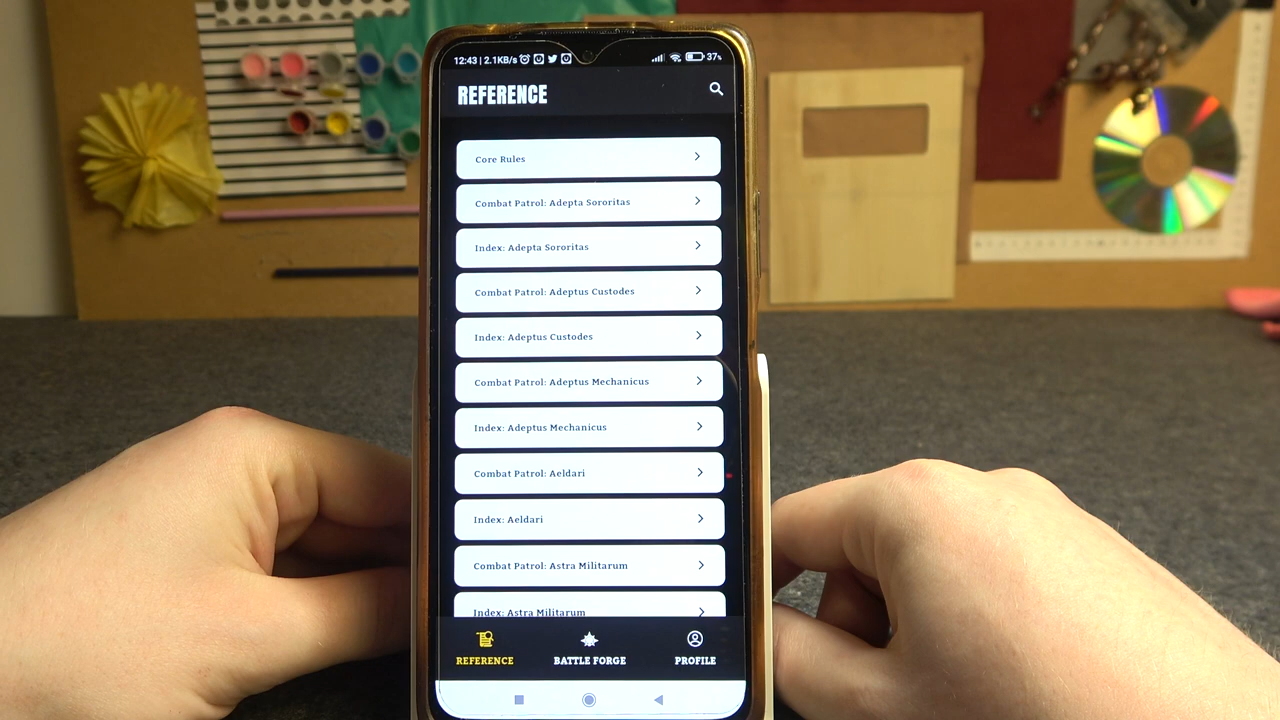 12:43 | 2.1KB/s 37%
REFERENCE
Core Rules
Combat Patrol: Adepta Sororitas
Index: Adepta Sororitas
Combat Patrol: Adeptus Custodes
Index: Adeptus Custodes
Combat Patrol: Adeptus Mechanicus
Index: Adeptus Mechanicus
Combat Patrol: Aeldari
Index: Aeldari
Combat Patrol: Astra Militarum
Index: Astra Militarum
REFERENCE BATTLE FORGE PROFILE